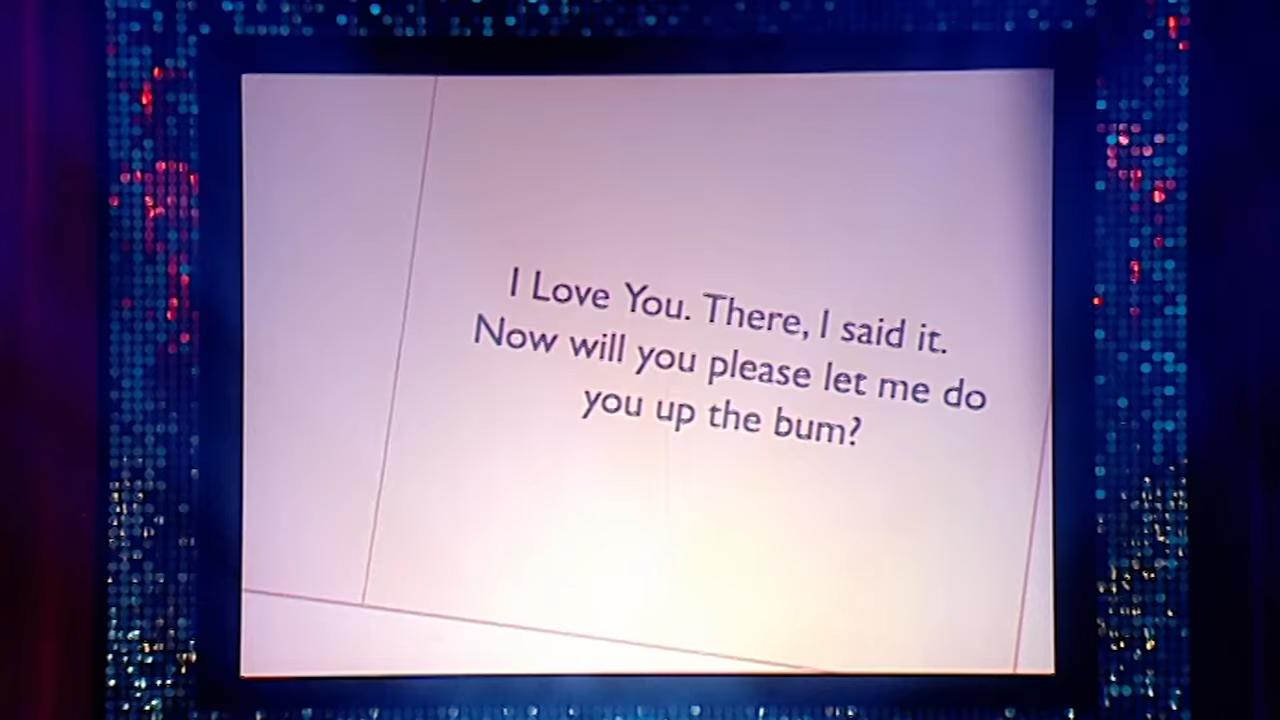 I Love You. There, I said it.
Now will you please let me do
you up the bum?